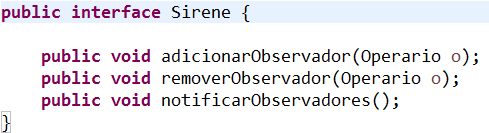 public interface Sirene {
public void adicionarObservador(Operario o);
public void removerObservador(Operario o);
public void notificarObservadores();
}